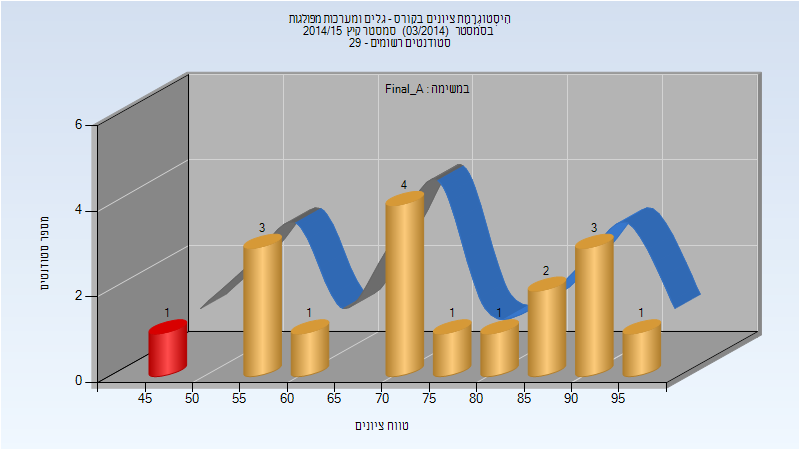 הִיסְטוֹגְרָמַת ציונים בקורס - גלים ומערכות מפולגות
בסמסטר (03/2014) סמסטר קיץ 2014/15
סטודנטים רשומים - 29
במשימה : Final_A
מספר סטודנטים
6
4
2
0
1
3
1
4
1
1
2
3
1
45 50 55 60 65 70 75 80 85 90 95
טווח ציונים